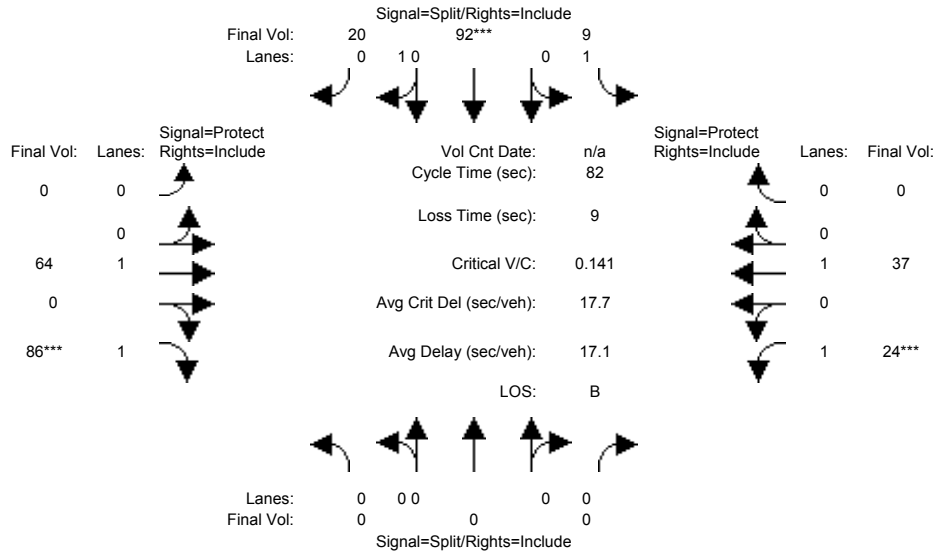 Signal=Split/Rights=Include
Final Vol: 20 92*** 9
Lanes: 0 1 0 0 1
Signal=Protect Signal=Protect
Final Vol: Lanes: Rights=Include Vol Cnt Date: n/a Rights=Include Lanes: Final Vol:
Cycle Time (sec): 82
0 0 0 0
Loss Time (sec): 9
0 0
64 1 Critical V/C: 0.141 1 37
0 Avg Crit Del (sec/veh): 17.7 0
86*** 1 Avg Delay (sec/veh): 17.1 1 24***
LOS: B
Lanes: 0 0 0 0 0
Final Vol: 0 0 0
Signal=Split/Rights=Include